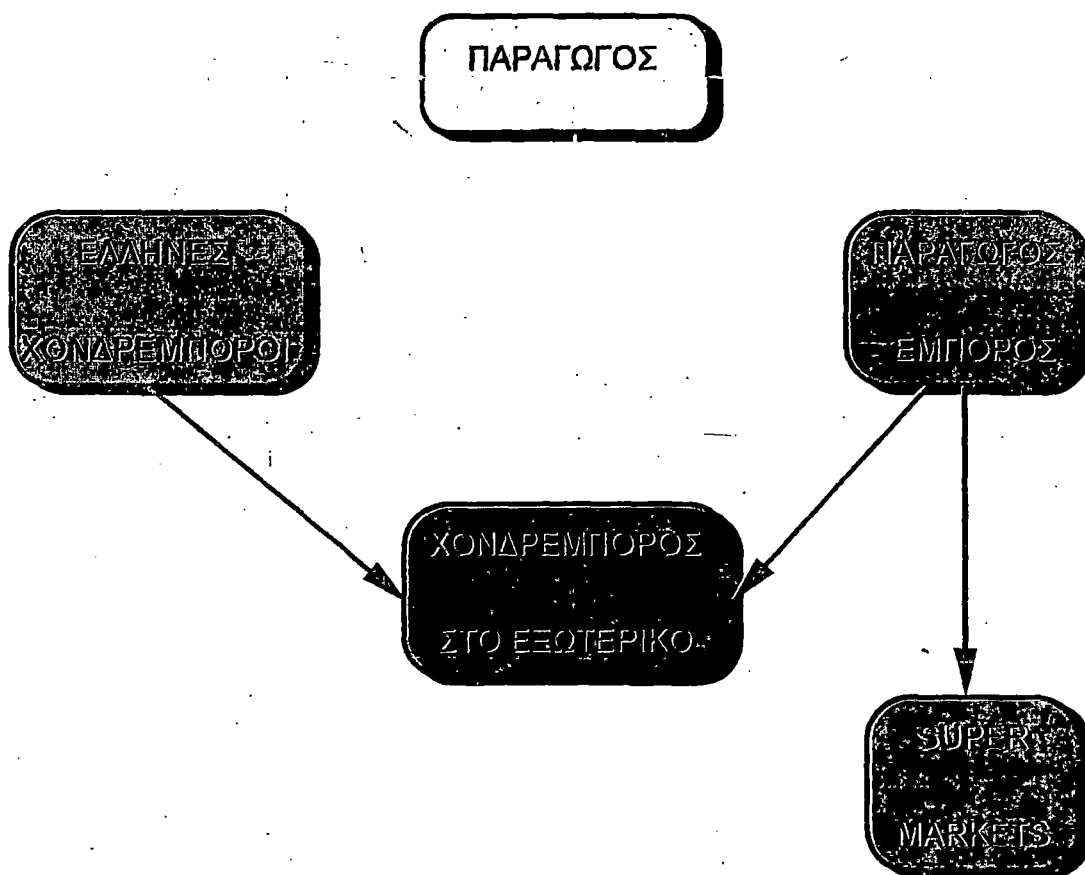 ΠΑΡΑΓΩΓΟΣ
ΕΛΛΗΝΕΣ
ΧΟΝΔΡΕΜΠΟΡΟΙ
ΠΑΡΑΓΩΓΟΣ
ΕΜΠΟΡΟΣ
ΧΟΝΔΡΕΜΠΟΡΟΣ
ΣΤΟ ΕΞΩΤΕΡΙΚΟ
SUPER
MARKETS